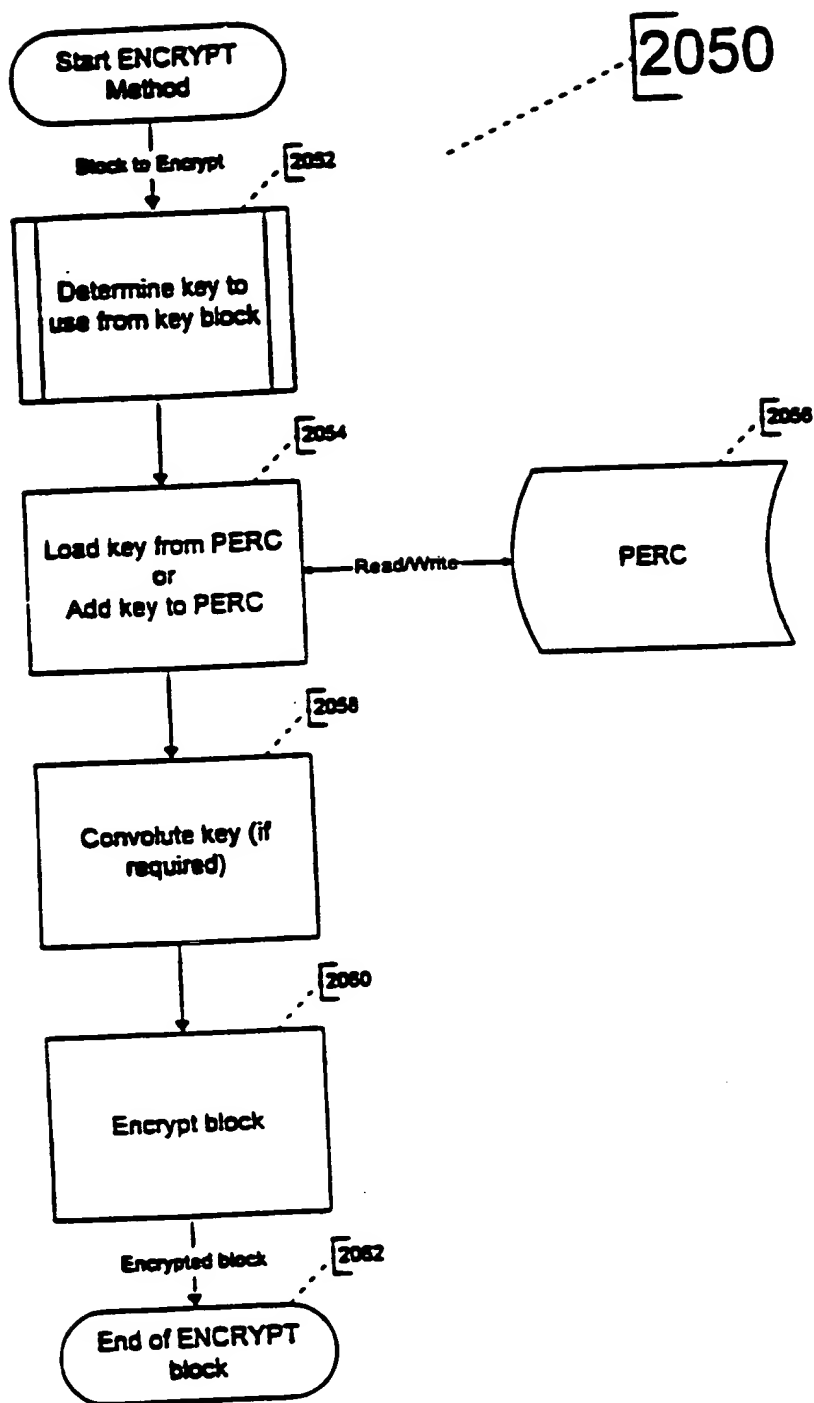 Start ENCRYPT
Method
2050
Block to Encrypt
2052
Determine key to
use from key block
2054
2056
Load key from PERC
or
Add key to PERC
Read/Write
PERC
2058
Convolute key (if
required)
2060
Encrypt block
Encrypted block
2062
End of ENCRYPT
block